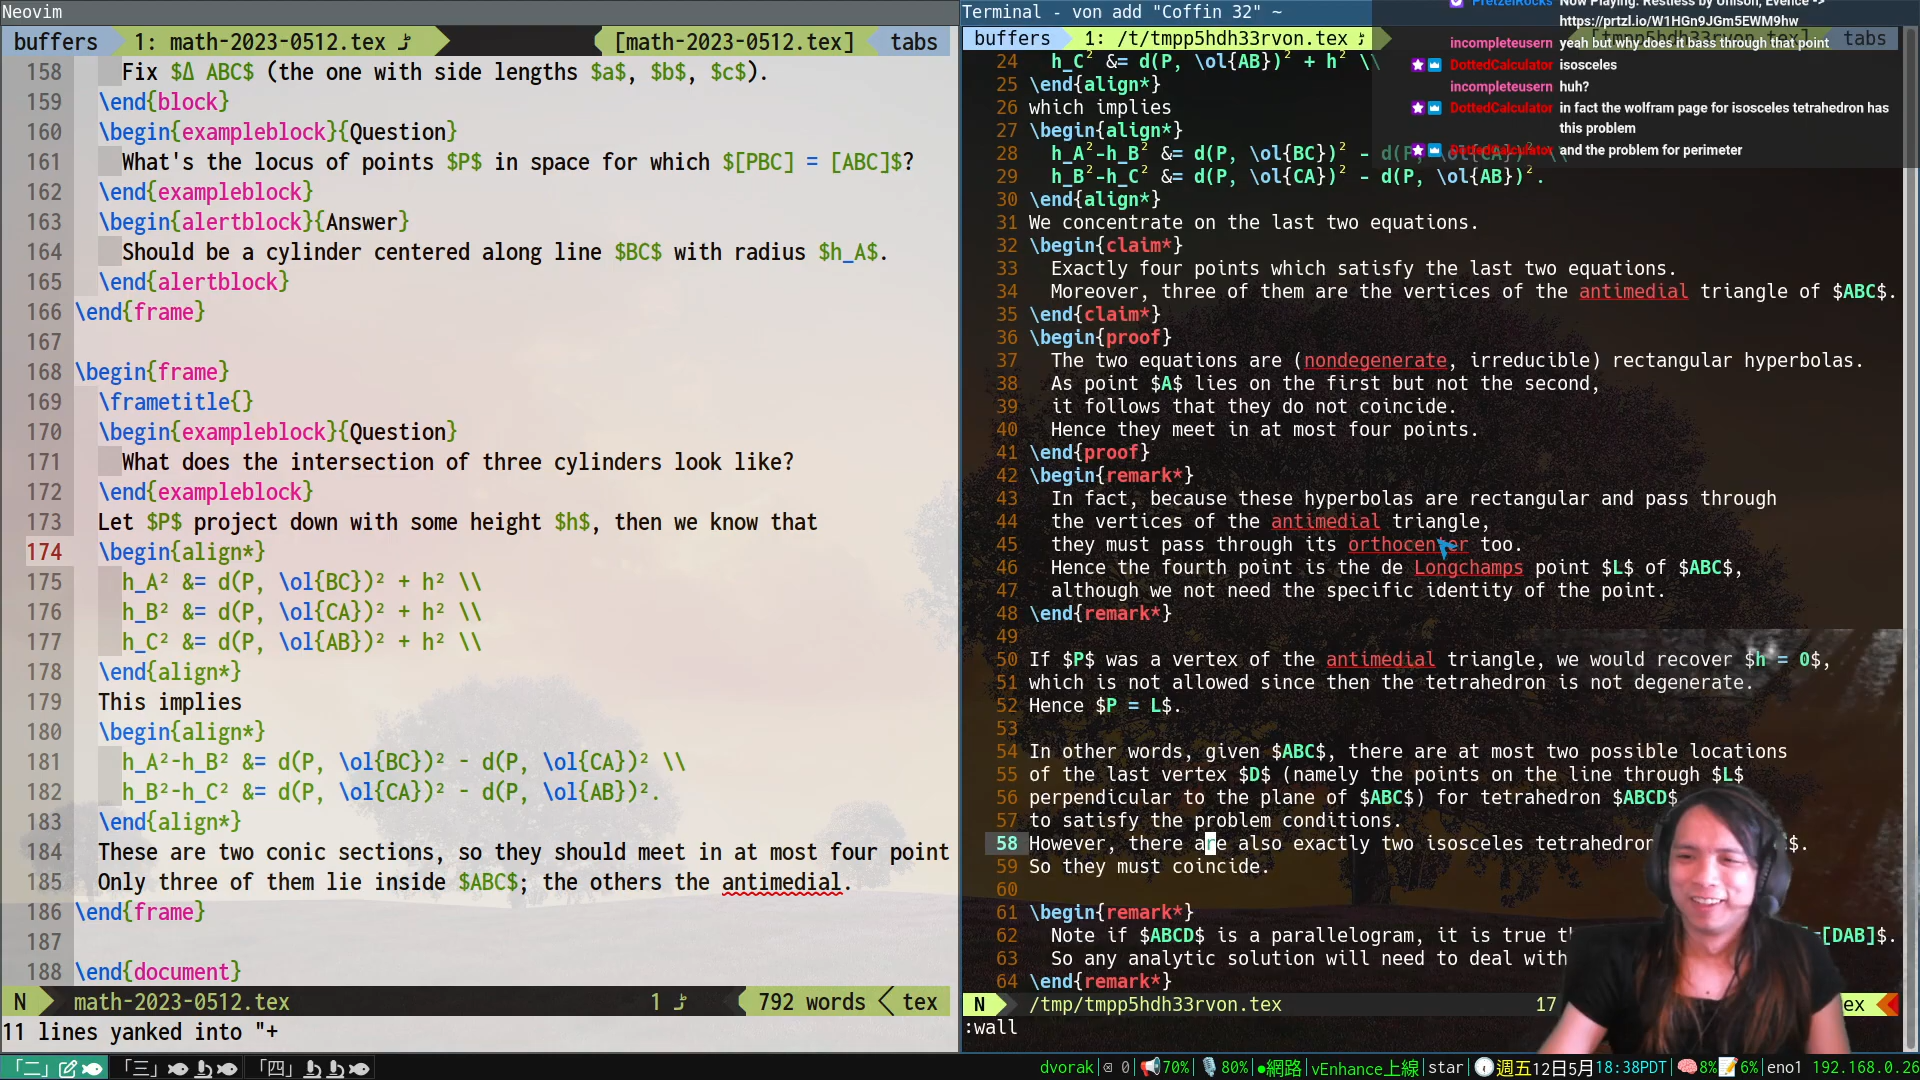 Neovim
buffers 1: math-2023-0512.tex [math-2023-0512.tex] tabs
158 Fix $Δ ABC$ (the one with side lengths $a$, $b$, $c$).
159 \end{block}
160 \begin{exampleblock}{Question}
161 What's the locus of points $P$ in space for which $[PBC] = [ABC]$?
162 \end{exampleblock}
163 \begin{alertblock}{Answer}
164 Should be a cylinder centered along line $BC$ with radius $h_A$.
165 \end{alertblock}
166 \end{frame}
167
168 \begin{frame}
169 \frametitle{}
170 \begin{exampleblock}{Question}
171 What does the intersection of three cylinders look like?
172 \end{exampleblock}
173 Let $P$ project down with some height $h$, then we know that
174 \begin{align*}
175 h_A² &= d(P, \ol{BC})² + h² \\
176 h_B² &= d(P, \ol{CA})² + h² \\
177 h_C² &= d(P, \ol{AB})² + h² \\
178 \end{align*}
179 This implies
180 \begin{align*}
181 h_A²-h_B² &= d(P, \ol{BC})² - d(P, \ol{CA})² \\
182 h_B²-h_C² &= d(P, \ol{CA})² - d(P, \ol{AB})².
183 \end{align*}
184 These are two conic sections, so they should meet in at most four point
185 Only three of them lie inside $ABC$; the others the antimedial.
186 \end{frame}
187
188 \end{document}
N math-2023-0512.tex 1 792 words tex
11 lines yanked into "+
Terminal - von add "Coffin 32" ~
buffers 1: /t/tmpp5hdh33rvon.tex tabs
24 h_C² &= d(P, \ol{AB})² + h² \\
25 \end{align*}
26 which implies
27 \begin{align*}
28 h_A²-h_B² &= d(P, \ol{BC})² - d(P, \ol{CA})² \\
29 h_B²-h_C² &= d(P, \ol{CA})² - d(P, \ol{AB})².
30 \end{align*}
31 We concentrate on the last two equations.
32 \begin{claim*}
33 Exactly four points which satisfy the last two equations.
34 Moreover, three of them are the vertices of the antimedial triangle of $ABC$.
35 \end{claim*}
36 \begin{proof}
37 The two equations are (nondegenerate, irreducible) rectangular hyperbolas.
38 As point $A$ lies on the first but not the second,
39 it follows that they do not coincide.
40 Hence they meet in at most four points.
41 \end{proof}
42 \begin{remark*}
43 In fact, because these hyperbolas are rectangular and pass through
44 the vertices of the antimedial triangle,
45 they must pass through its orthocenter too.
46 Hence the fourth point is the de Longchamps point $L$ of $ABC$,
47 although we not need the specific identity of the point.
48 \end{remark*}
49
50 If $P$ was a vertex of the antimedial triangle, we would recover $h = 0$,
51 which is not allowed since then the tetrahedron is not degenerate.
52 Hence $P = L$.
53
54 In other words, given $ABC$, there are at most two possible locations
55 of the last vertex $D$ (namely the points on the line through $L$
56 perpendicular to the plane of $ABC$) for tetrahedron $ABCD$
57 to satisfy the problem conditions.
58 However, there are also exactly two isosceles tetrahedron $.
59 So they must coincide.
60
61 \begin{remark*}
62 Note if $ABCD$ is a parallelogram, it is true [DAB]$.
63 So any analytic solution will need to deal with
64 \end{remark*}
N /tmp/tmpp5hdh33rvon.tex 17 ex
:wall
PretzelRocks Now Playing: Restless by Unison, Evence -> https://prtzl.io/W1HGn9JGm5EWM9hw
incompleteusern yeah but why does it bass through that point
DottedCalculator isosceles
incompleteusern huh?
DottedCalculator in fact the wolfram page for isosceles tetrahedron has this problem
DottedCalculator and the problem for perimeter
「二」 「三」 「四」
dvorak 0 70% 80% 網路 vEnhance上線 star 週五12日5月18:38PDT 8% 6% eno1 192.168.0.26